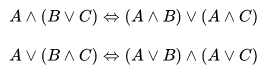 A ∧ (B ∨ C) ⇔ (A ∧ B) ∨ (A ∧ C)
A ∨ (B ∧ C) ⇔ (A ∨ B) ∧ (A ∨ C)